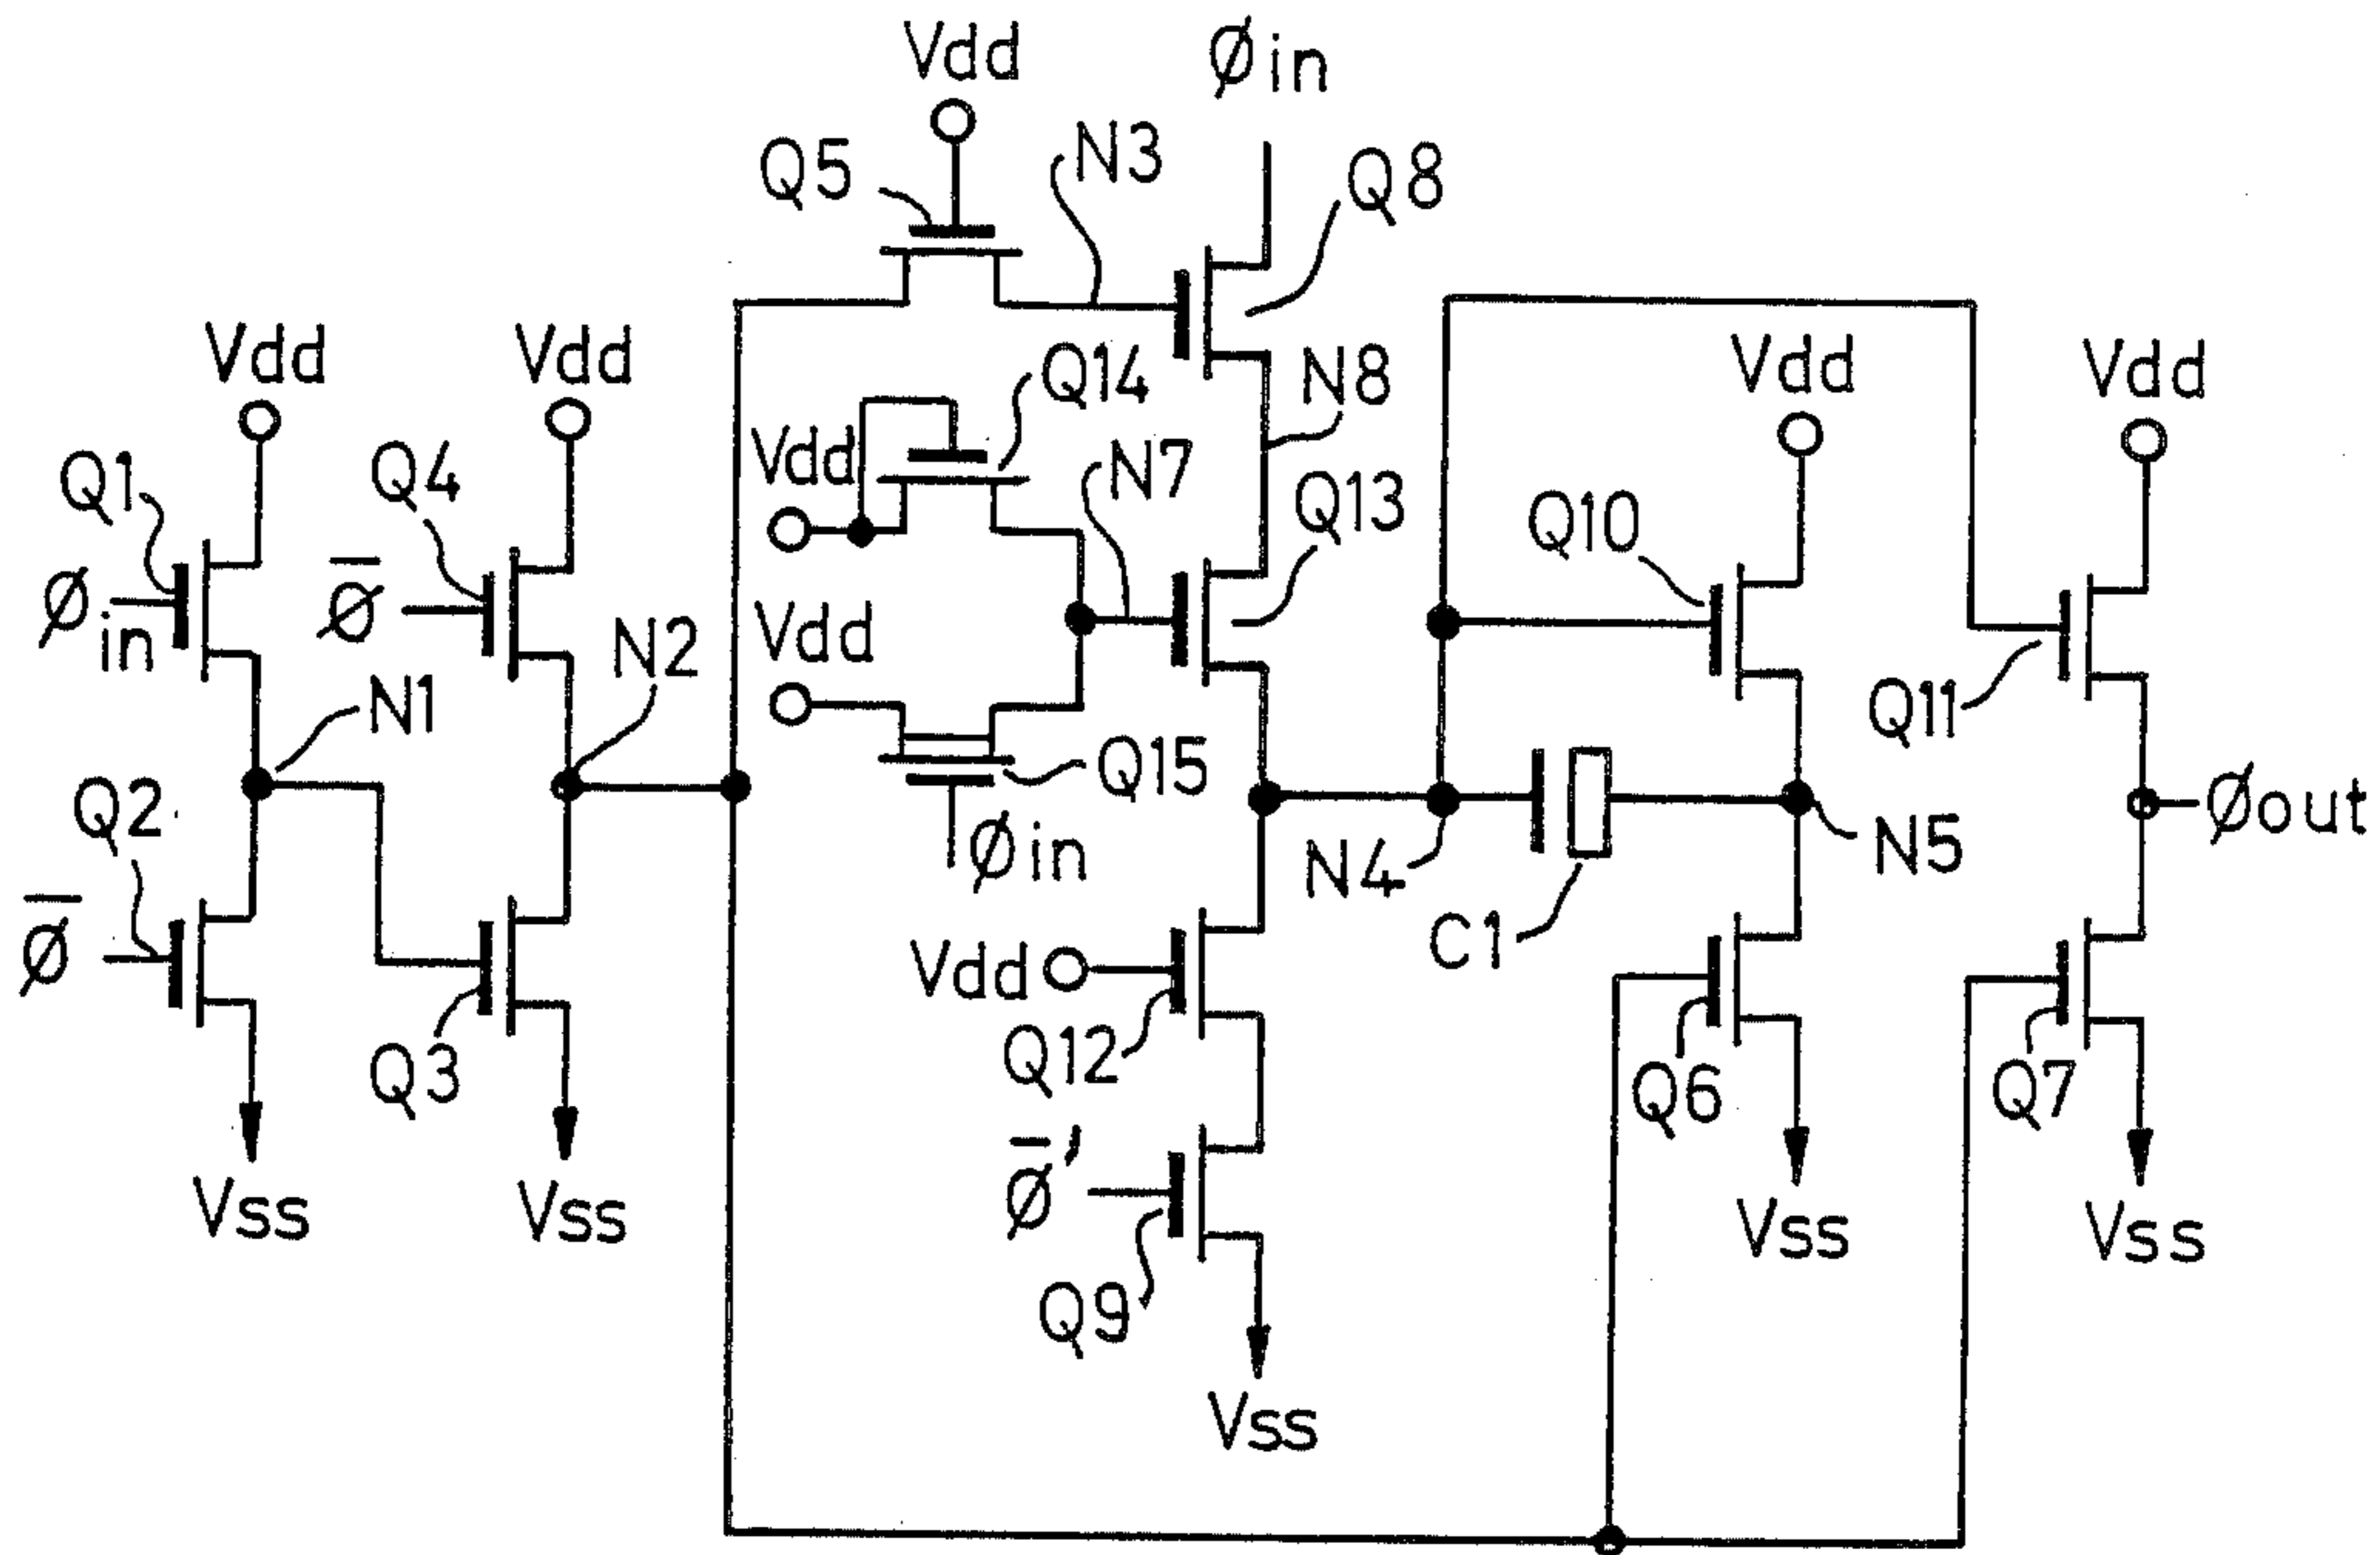 Vdd
Øin
Q5
N3
Q8
Vdd
Vdd
Q14
N8
Vdd
Vdd
Vdd
Q1
Q4
N7
Q13
Q10
Øin
Ø̅
Vdd
N2
N1
Q11
Q2
Q15
Øout
Øin
N4
N5
Ø̅
Vdd
C1
Q12
Q3
Q6
Q7
Ø̅'
Vss
Vss
Vss
Vss
Q9
Vss